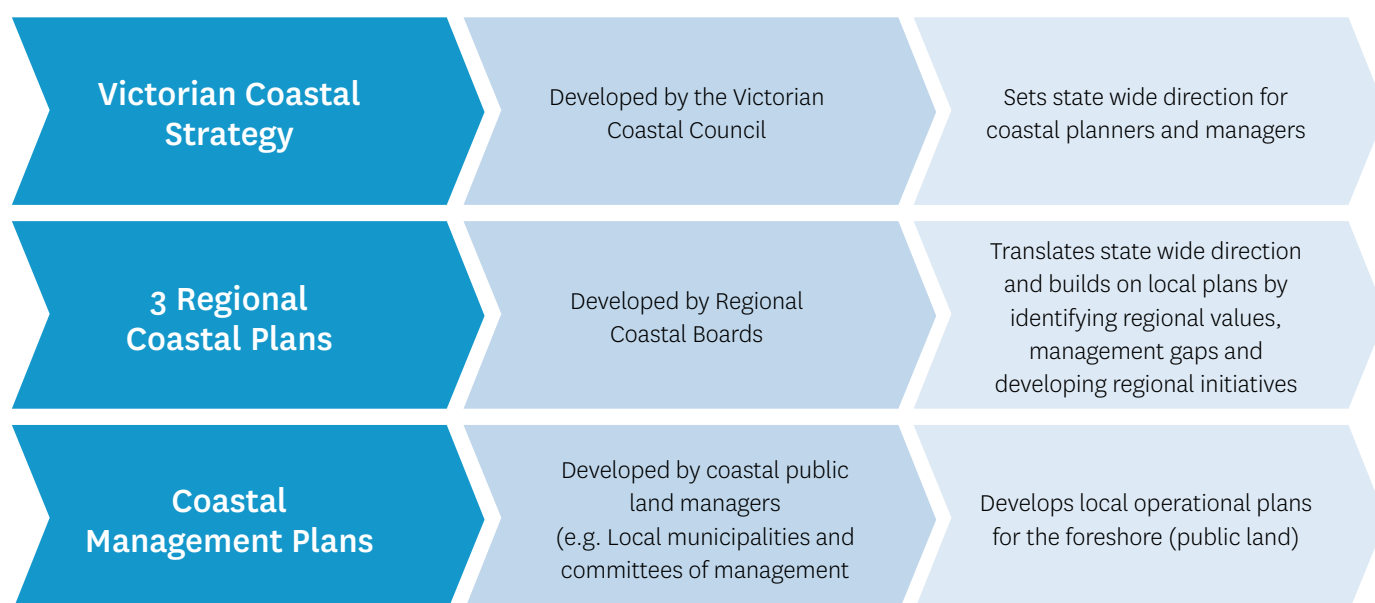 Victorian Coastal
Strategy
Developed by the Victorian
Coastal Council
Sets state wide direction for
coastal planners and managers
3 Regional
Coastal Plans
Developed by Regional
Coastal Boards
Translates state wide direction
and builds on local plans by
identifying regional values,
management gaps and
developing regional initiatives
Coastal
Management Plans
Developed by coastal public
land managers
(e.g. Local municipalities and
committees of management
Develops local operational plans
for the foreshore (public land)